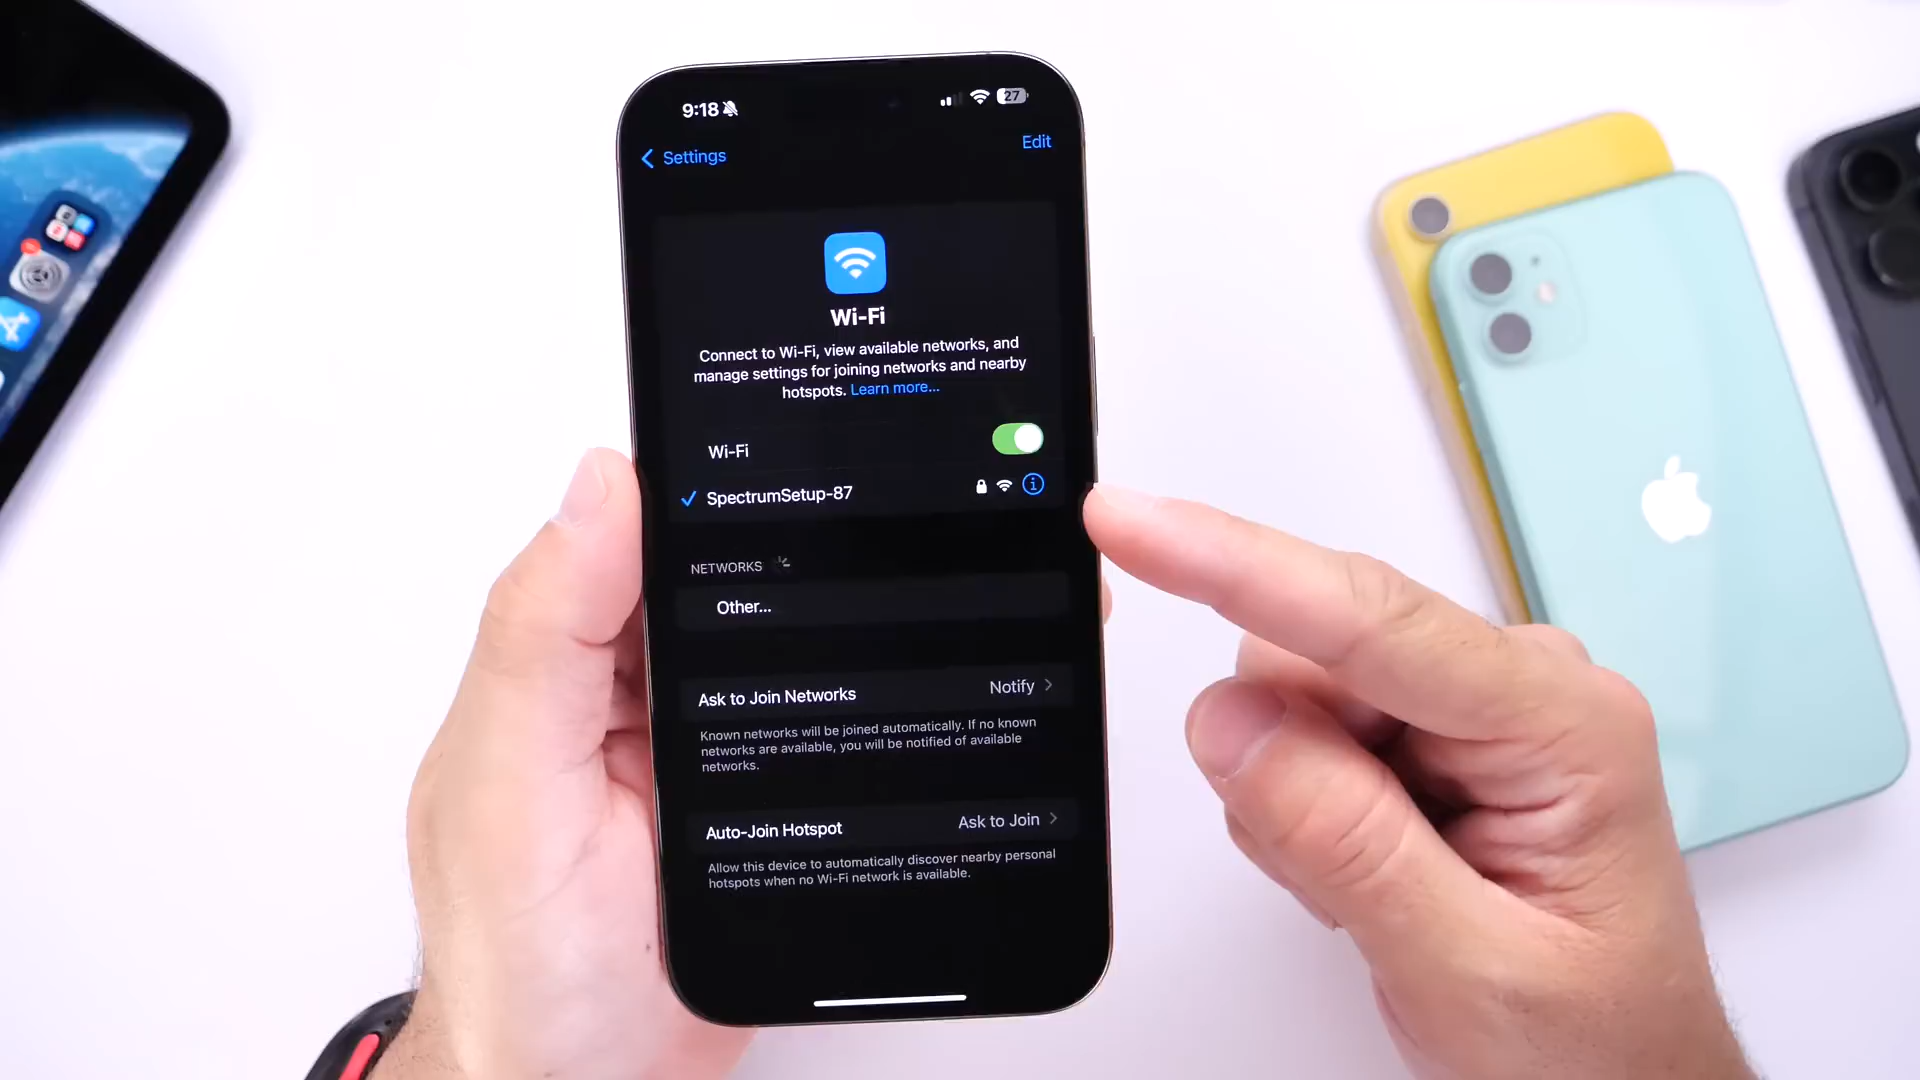 9:18
27
Settings
Edit
Wi-Fi
Connect to Wi-Fi, view available networks, and
manage settings for joining networks and nearby
hotspots. Learn more...
Wi-Fi
SpectrumSetup-87
NETWORKS
Other...
Ask to Join Networks
Notify
Known networks will be joined automatically. If no known
networks are available, you will be notified of available
networks.
Auto-Join Hotspot
Ask to Join
Allow this device to automatically discover nearby personal
hotspots when no Wi-Fi network is available.